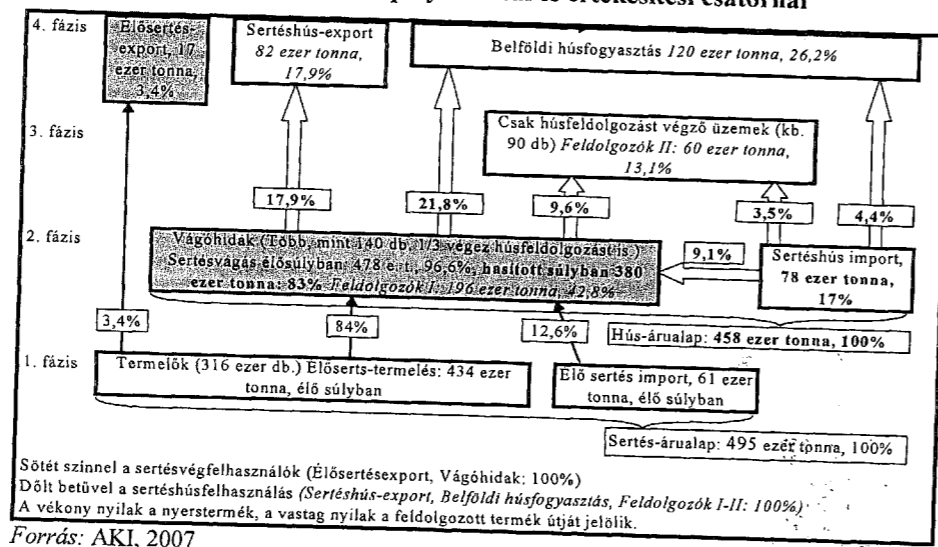 értékesítési csatornái
4. fázis
Élősertés-
export, 17
ezer tonna,
3,4%
Sertéshús-export
82 ezer tonna,
17,9%
Belföldi húsfogyasztás 120 ezer tonna, 26,2%
3. fázis
Csak húsfeldolgozást végző üzemek (kb.
90 db) Feldolgozók II: 60 ezer tonna,
13,1%
17,9%
21,8%
9,6%
3,5%
4,4%
2. fázis
Vágóhidak (Több, mint 140 db, 1/3 végez húsfeldolgozást is.)
Sertésvágás élősúlyban: 478 e. t., 96,6%, hasított súlyban 380
ezer tonna: 83% Feldolgozók I: 196 ezer tonna, 42,8%
9,1%
Sertéshús import,
78 ezer tonna,
17%
3,4%
84%
12,6%
Hús-árualap: 458 ezer tonna, 100%
1. fázis
Termelők (316 ezer db.) Élőserts-termelés: 434 ezer
tonna, élő súlyban
Élő sertés import, 61 ezer
tonna, élő súlyban
Sertés-árualap: 495 ezer tonna, 100%
Sötét színnel a sertésvégfelhasználók (Élősertésexport, Vágóhidak: 100%)
Dőlt betűvel a sertéshúsfelhasználás (Sertéshús-export, Belföldi húsfogyasztás, Feldolgozók I-II: 100%)
A vékony nyilak a nyerstermék, a vastag nyilak a feldolgozott termék útját jelölik.
Forrás: AKI, 2007